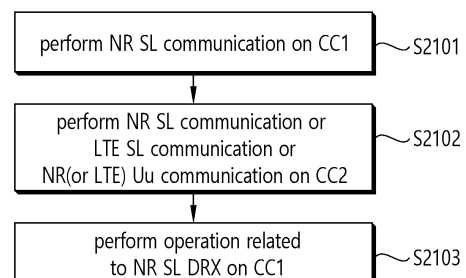 perform NR SL communication on CC1
S2101
perform NR SL communication or
LTE SL communication or
NR(or LTE) Uu communication on CC2
S2102
perform operation related
to NR SL DRX on CC1
S2103